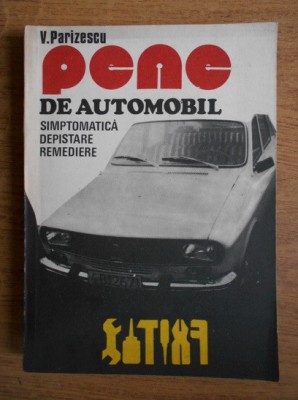 V. Parizescu
PENE
DE AUTOMOBIL
SIMPTOMATICĂ
DEPISTARE
REMEDIERE